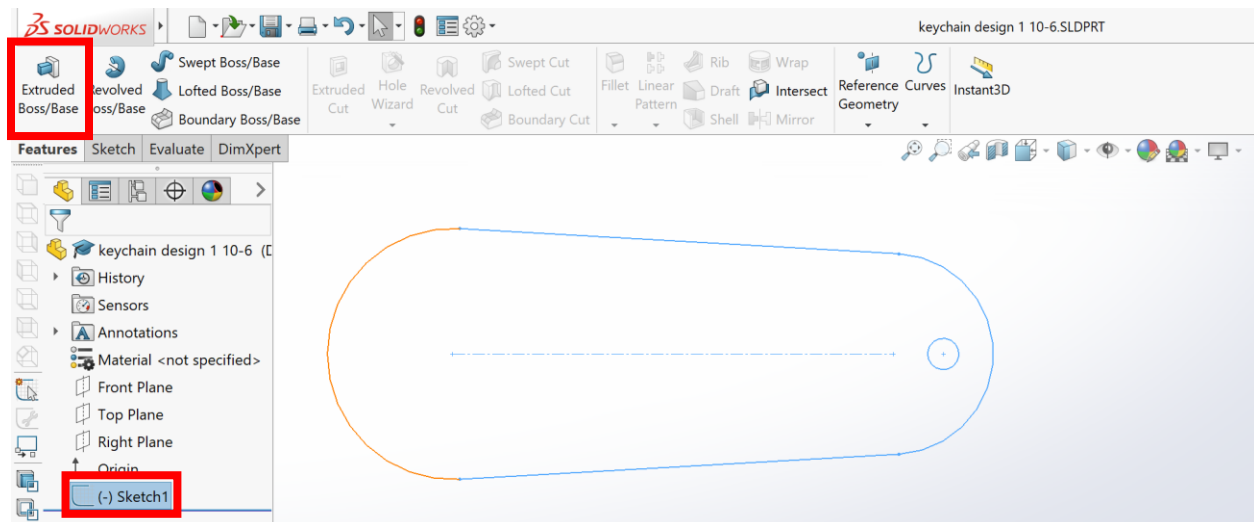 SOLIDWORKS
keychain design 1 10-6.SLDPRT
Extruded Boss/Base
Revolved Boss/Base
Swept Boss/Base
Lofted Boss/Base
Boundary Boss/Base
Extruded Cut
Hole Wizard
Revolved Cut
Swept Cut
Lofted Cut
Boundary Cut
Fillet
Linear Pattern
Rib
Draft
Shell
Wrap
Intersect
Mirror
Reference Geometry
Curves
Instant3D
Features Sketch Evaluate DimXpert
keychain design 1 10-6 (D
History
Sensors
Annotations
Material <not specified>
Front Plane
Top Plane
Right Plane
Origin
(-) Sketch1